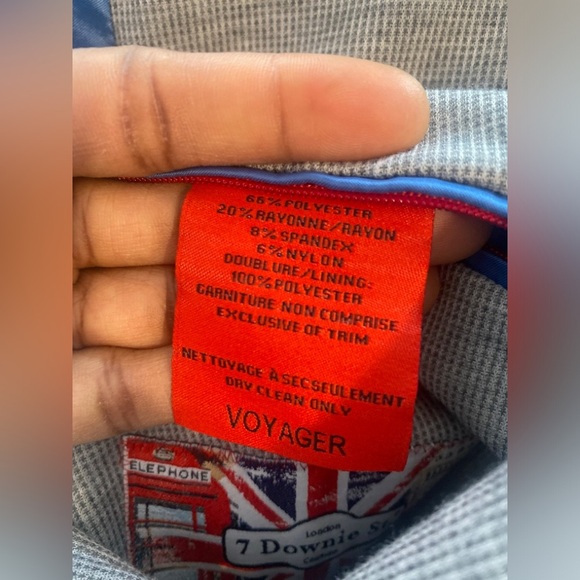 66% POLYESTER
20% RAYONNE/RAYON
8% SPANDEX
6% NYLON
DOUBLURE/LINING:
100% POLYESTER
GARNITURE NON COMPRISE
EXCLUSIVE OF TRIM
NETTOYAGE À SEC SEULEMENT
DRY CLEAN ONLY
VOYAGER
ELEPHONE
London
7 Downie St